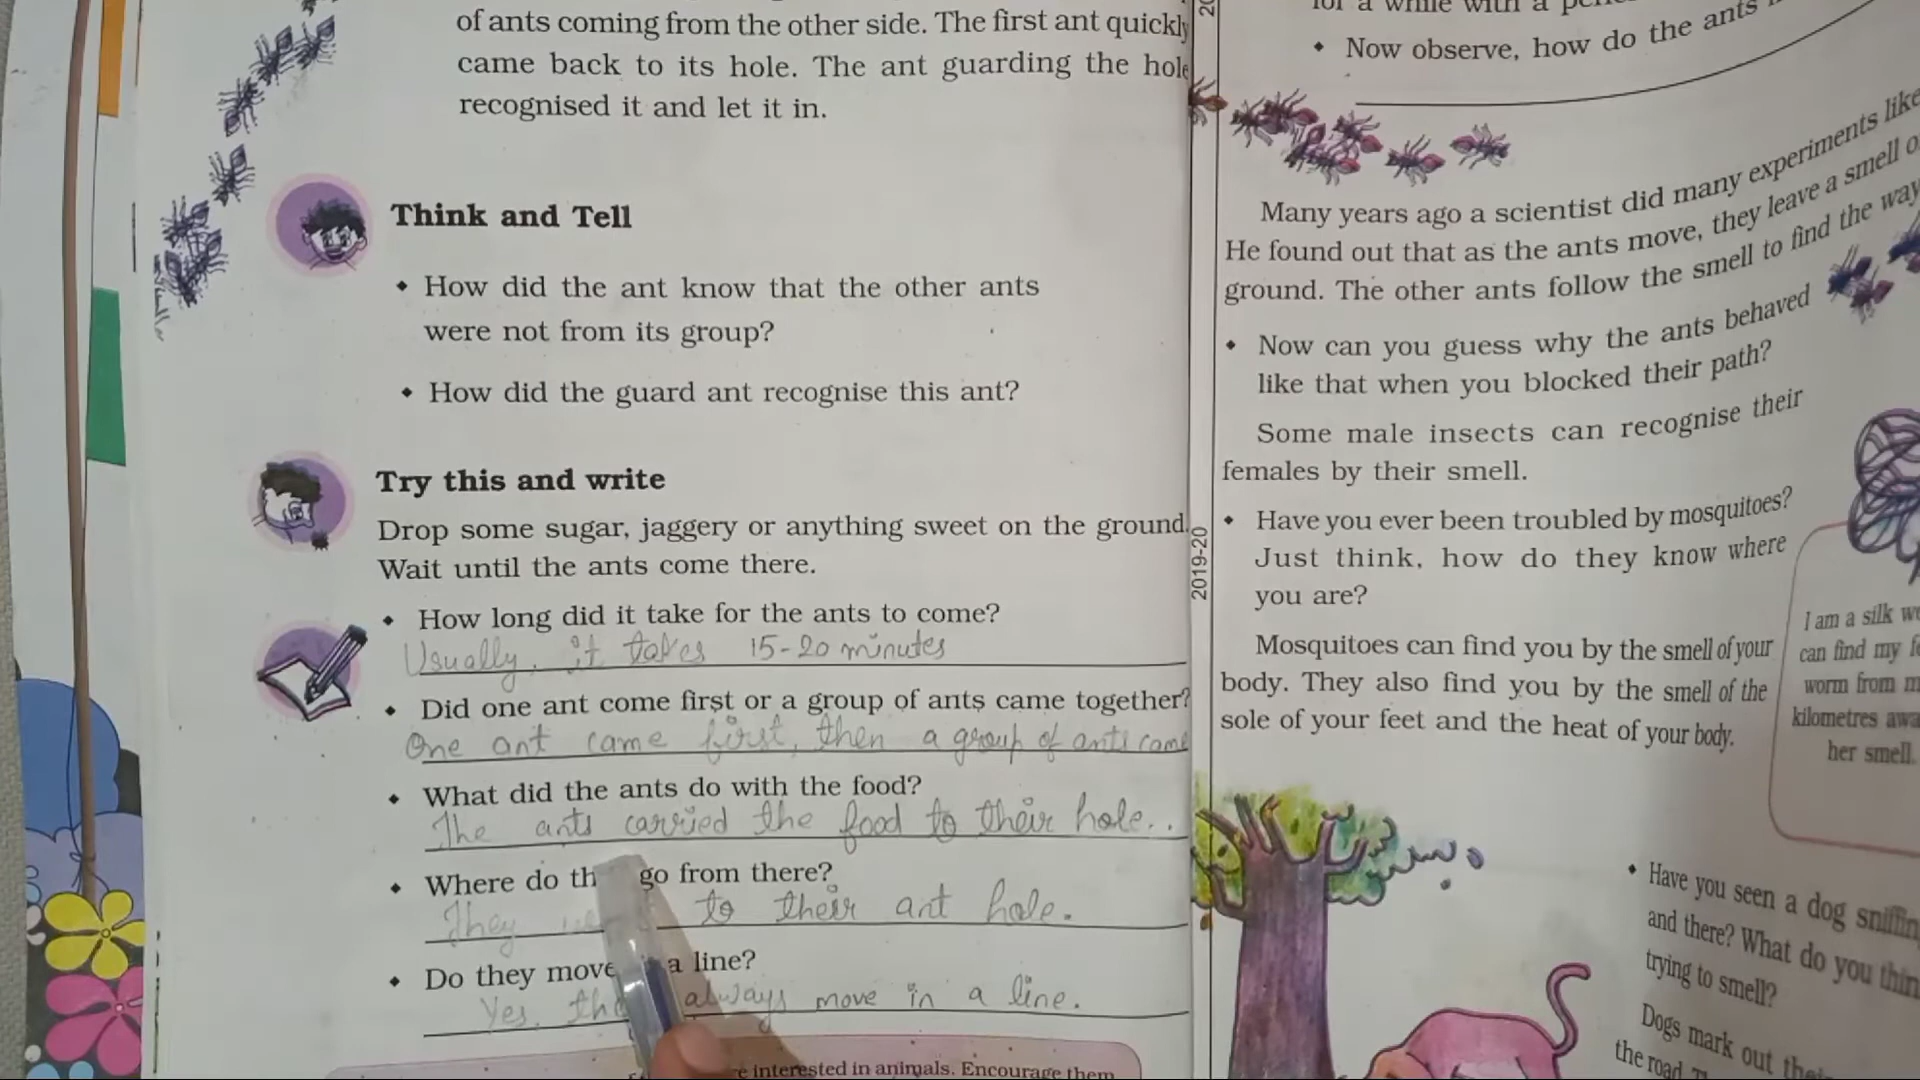 of ants coming from the other side. The first ant quickly
came back to its hole. The ant guarding the hole
recognised it and let it in.
Think and Tell
• How did the ant know that the other ants
were not from its group?
• How did the guard ant recognise this ant?
Try this and write
Drop some sugar, jaggery or anything sweet on the ground.
Wait until the ants come there.
• How long did it take for the ants to come?
Usually, it takes 15-20 minutes
• Did one ant come first or a group of ants came together?
One ant came first, then a group of ants came
• What did the ants do with the food?
The ants carried the food to their hole..
• Where do th go from there?
They to their ant hole.
• Do they move a line?
Yes, always move in a line.
interested in animals. Encourage them
2019-20
for a while with a
• Now observe, how do the ants
Many years ago a scientist did many experiments like
He found out that as the ants move, they leave a smell
ground. The other ants follow the smell to find the way
• Now can you guess why the ants behaved
like that when you blocked their path?
Some male insects can recognise their
females by their smell.
• Have you ever been troubled by mosquitoes?
Just think, how do they know where
you are?
Mosquitoes can find you by the smell of your
body. They also find you by the smell of the
sole of your feet and the heat of your body.
I am a silk
can find my
worm from
kilometres
her smell.
• Have you seen a dog
and there? What do you
trying to smell?
Dogs mark out
the road.